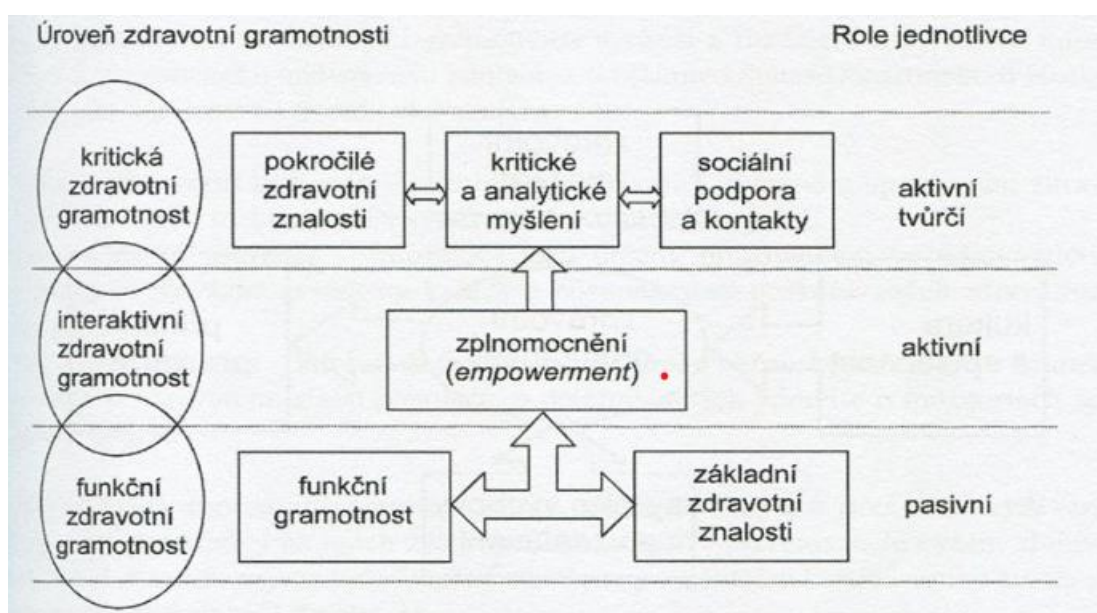 Úroveň zdravotní gramotnosti
Role jednotlivce
kritická
zdravotní
gramotnost
pokročilé
zdravotní
znalosti
kritické
a analytické
myšlení
sociální
podpora
a kontakty
aktivní
tvůrčí
interaktivní
zdravotní
gramotnost
zplnomocnění
(empowerment)
aktivní
funkční
zdravotní
gramotnost
funkční
gramotnost
základní
zdravotní
znalosti
pasivní